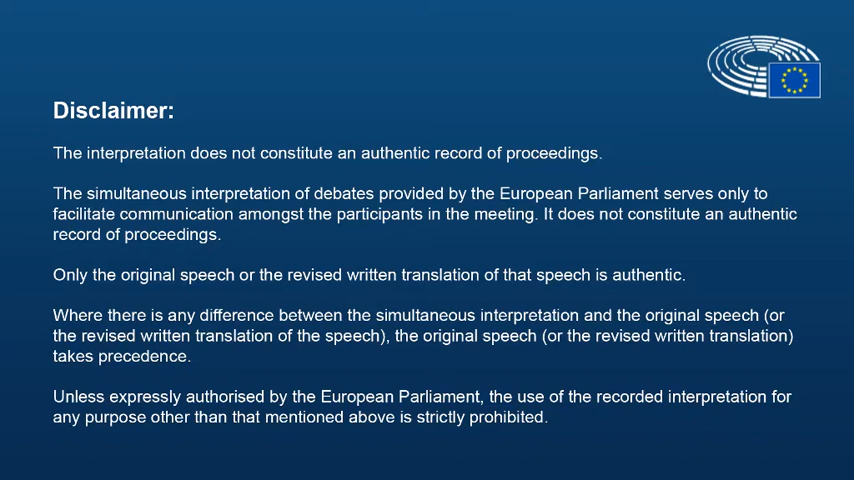 Disclaimer:
The interpretation does not constitute an authentic record of proceedings.
The simultaneous interpretation of debates provided by the European Parliament serves only to
facilitate communication amongst the participants in the meeting. It does not constitute an authentic
record of proceedings.
Only the original speech or the revised written translation of that speech is authentic.
Where there is any difference between the simultaneous interpretation and the original speech (or
the revised written translation of the speech), the original speech (or the revised written translation)
takes precedence.
Unless expressly authorised by the European Parliament, the use of the recorded interpretation for
any purpose other than that mentioned above is strictly prohibited.